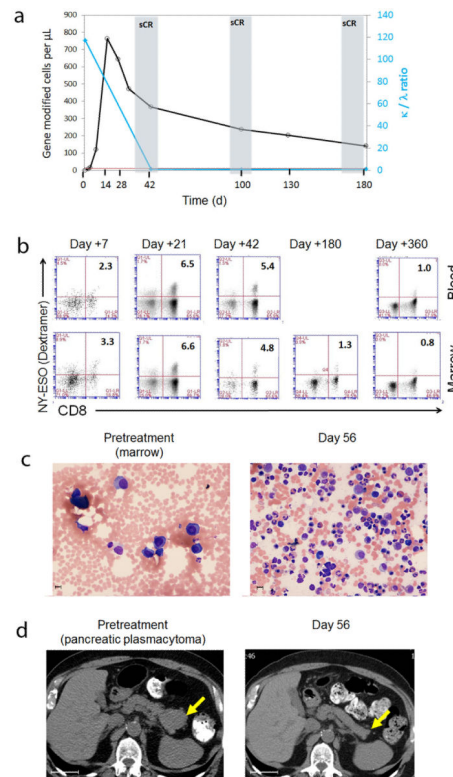 a
sCR sCR sCR
900 800 700 600 500 400 300 200 100 0
Gene modified cells per µL
140 120 100 80 60 40 20 0
κ / λ ratio
0 14 28 42 100 130 180
Time (d)
b
Day +7 Day +21 Day +42 Day +180 Day +360
2.3 6.5 5.4 1.0
Blood
3.3 6.6 4.8 1.3 0.8
Marrow
NY-ESO (Dextramer)
CD8
c
Pretreatment Day 56
(marrow)
d
Pretreatment Day 56
(pancreatic plasmacytoma)
:46